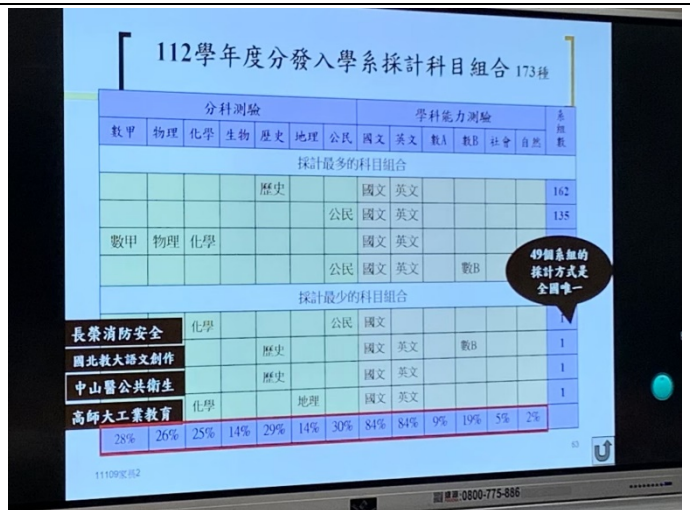 112學年度分發入學系採計科目組合 173種
分科測驗 學科能力測驗 系組數
數甲 物理 化學 生物 歷史 地理 公民 國文 英文 數A 數B 社會 自然
採計最多的科目組合
歷史 國文 英文 162
公民 國文 英文 135
數甲 物理 化學 國文 英文
公民 國文 英文 數B
49個系組的
採計方式是
全國唯一
採計最少的科目組合
長榮消防安全 化學 公民 國文 1
國北教大語文創作 歷史 國文 英文 數B 1
中山醫公共衛生 歷史 國文 英文 1
高師大工業教育 化學 地理 國文 英文 1
28% 26% 25% 14% 29% 14% 30% 84% 84% 9% 19% 5% 2%
63
0800-775-886